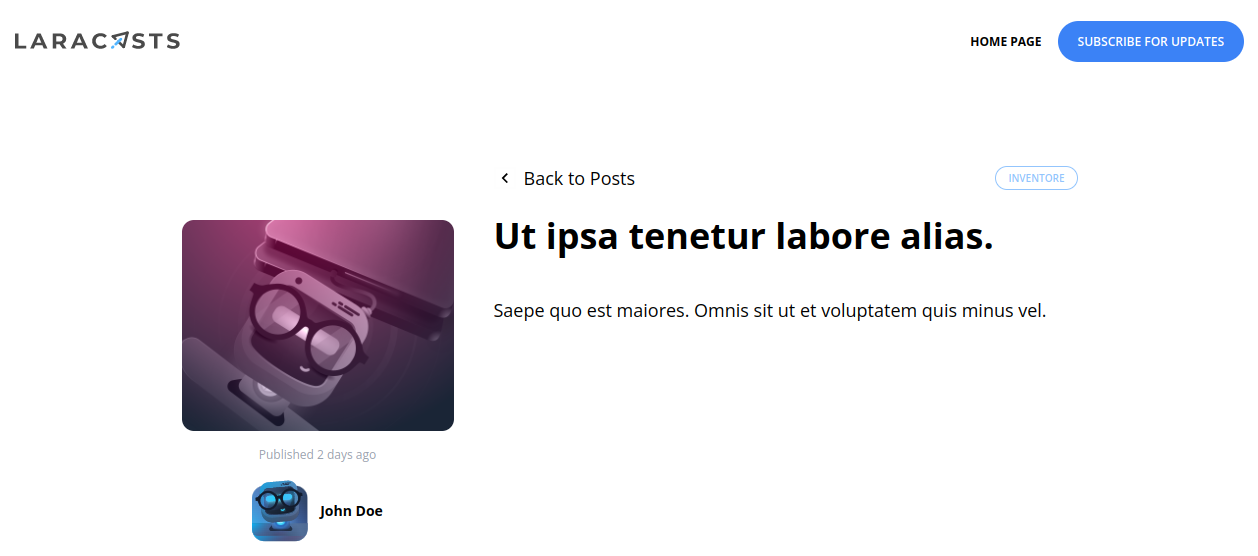 LARACASTS
HOME PAGE
SUBSCRIBE FOR UPDATES
Back to Posts
INVENTORE
Ut ipsa tenetur labore alias.
Saepe quo est maiores. Omnis sit ut et voluptatem quis minus vel.
Published 2 days ago
John Doe